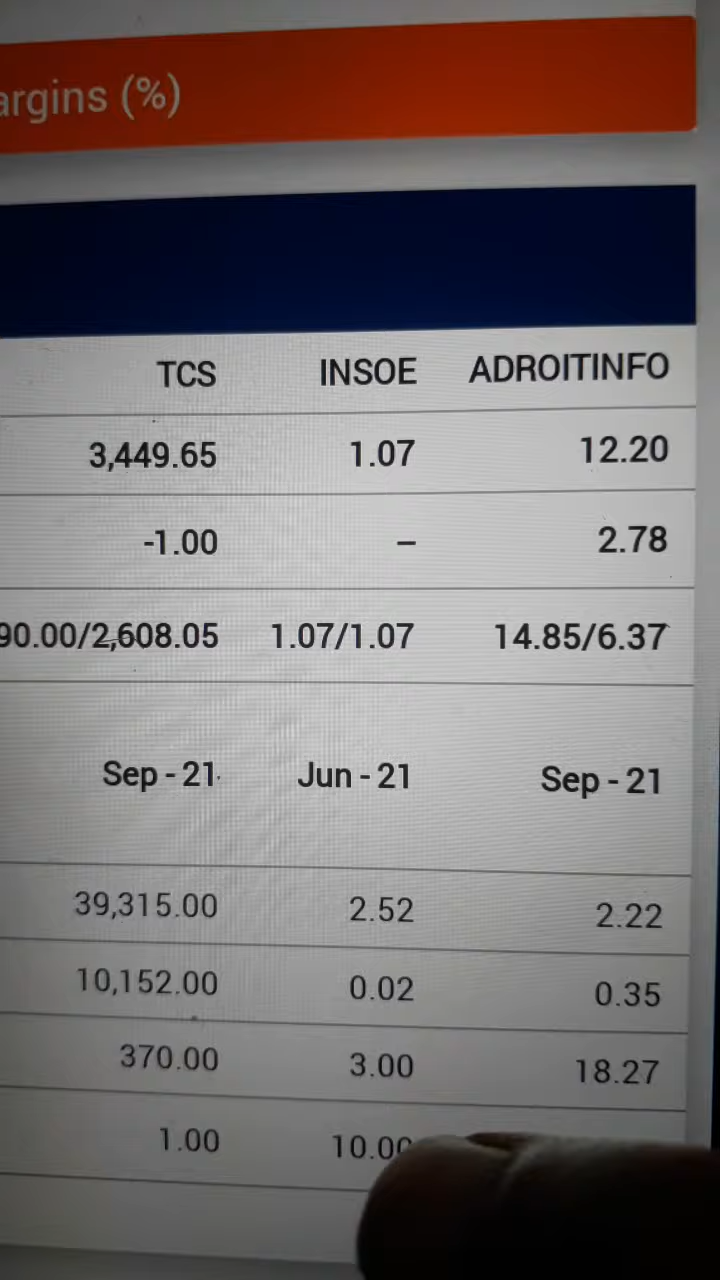 argins (%)
TCS INSOE ADROITINFO
3,449.65 1.07 12.20
-1.00 – 2.78
90.00/2,608.05 1.07/1.07 14.85/6.37
Sep - 21 Jun - 21 Sep - 21
39,315.00 2.52 2.22
10,152.00 0.02 0.35
370.00 3.00 18.27
1.00 10.00